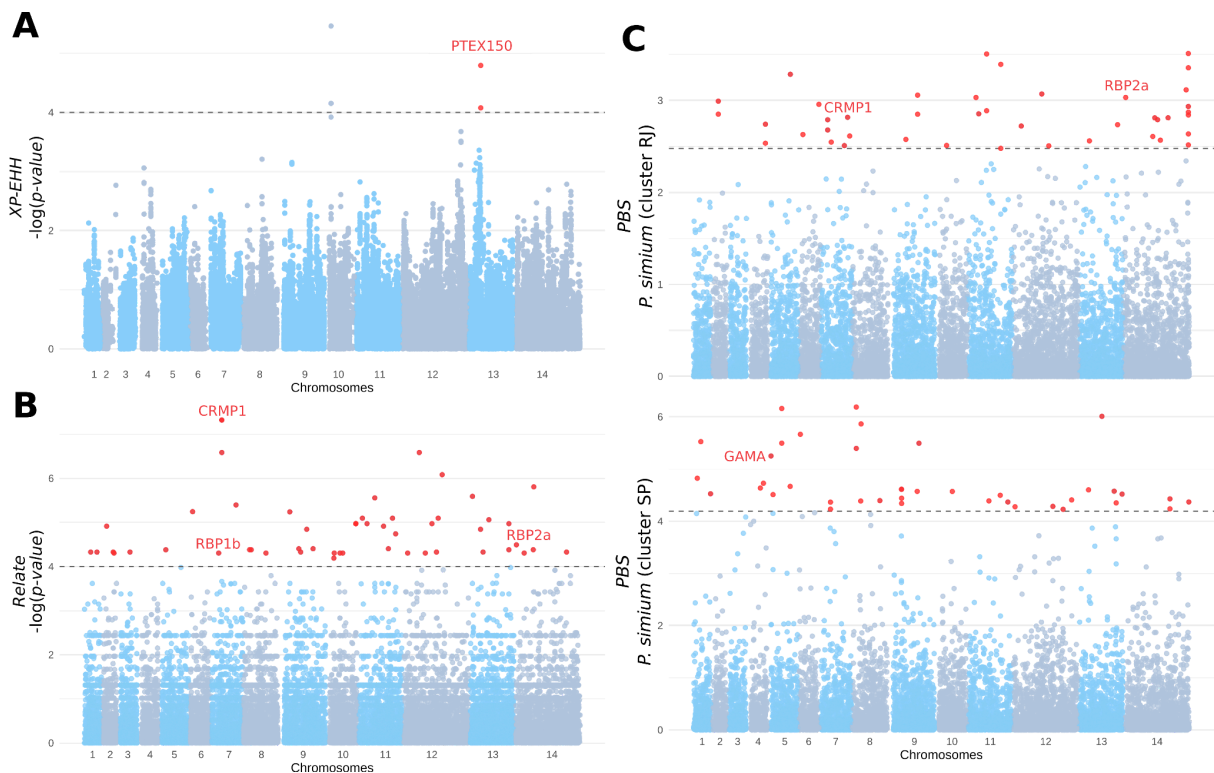 A
XP-EHH
-log(p-value)
PTEX150
4
2
0
1 2 3 4 5 6 7 8 9 10 11 12 13 14
Chromosomes
B
Relate
-log(p-value)
CRMP1
RBP1b
RBP2a
6
4
2
0
1 2 3 4 5 6 7 8 9 10 11 12 13 14
Chromosomes
C
PBS
P. simium (cluster RJ)
CRMP1
RBP2a
3
2
1
0
PBS
P. simium (cluster SP)
GAMA
6
4
2
0
1 2 3 4 5 6 7 8 9 10 11 12 13 14
Chromosomes